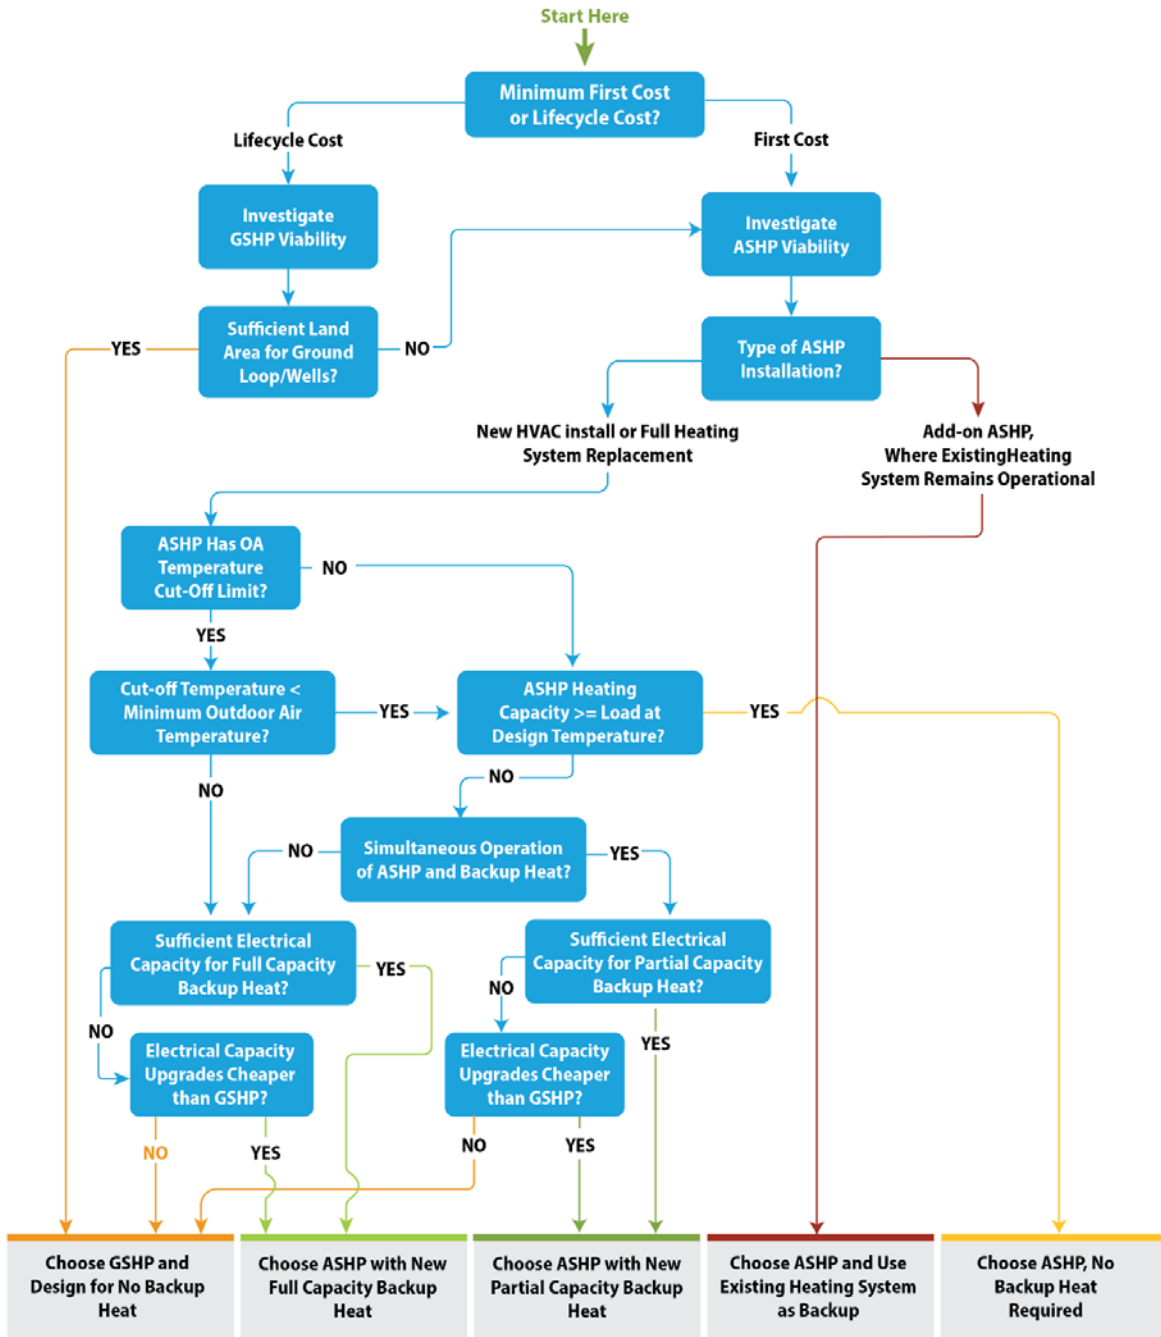 Start Here
Minimum First Cost
or Lifecycle Cost?
Lifecycle Cost
First Cost
Investigate
GSHP Viability
Investigate
ASHP Viability
Sufficient Land
Area for Ground
Loop/Wells?
YES
NO
Type of ASHP
Installation?
New HVAC install or Full Heating
System Replacement
Add-on ASHP,
Where ExistingHeating
System Remains Operational
ASHP Has OA
Temperature
Cut-Off Limit?
NO
YES
Cut-off Temperature <
Minimum Outdoor Air
Temperature?
YES
ASHP Heating
Capacity >= Load at
Design Temperature?
YES
NO
NO
Simultaneous Operation
of ASHP and Backup Heat?
NO
YES
Sufficient Electrical
Capacity for Full Capacity
Backup Heat?
YES
Sufficient Electrical
Capacity for Partial Capacity
Backup Heat?
NO
NO
YES
Electrical Capacity
Upgrades Cheaper
than GSHP?
Electrical Capacity
Upgrades Cheaper
than GSHP?
NO
YES
NO
YES
Choose GSHP and
Design for No Backup
Heat
Choose ASHP with New
Full Capacity Backup
Heat
Choose ASHP with New
Partial Capacity Backup
Heat
Choose ASHP and Use
Existing Heating System
as Backup
Choose ASHP, No
Backup Heat
Required